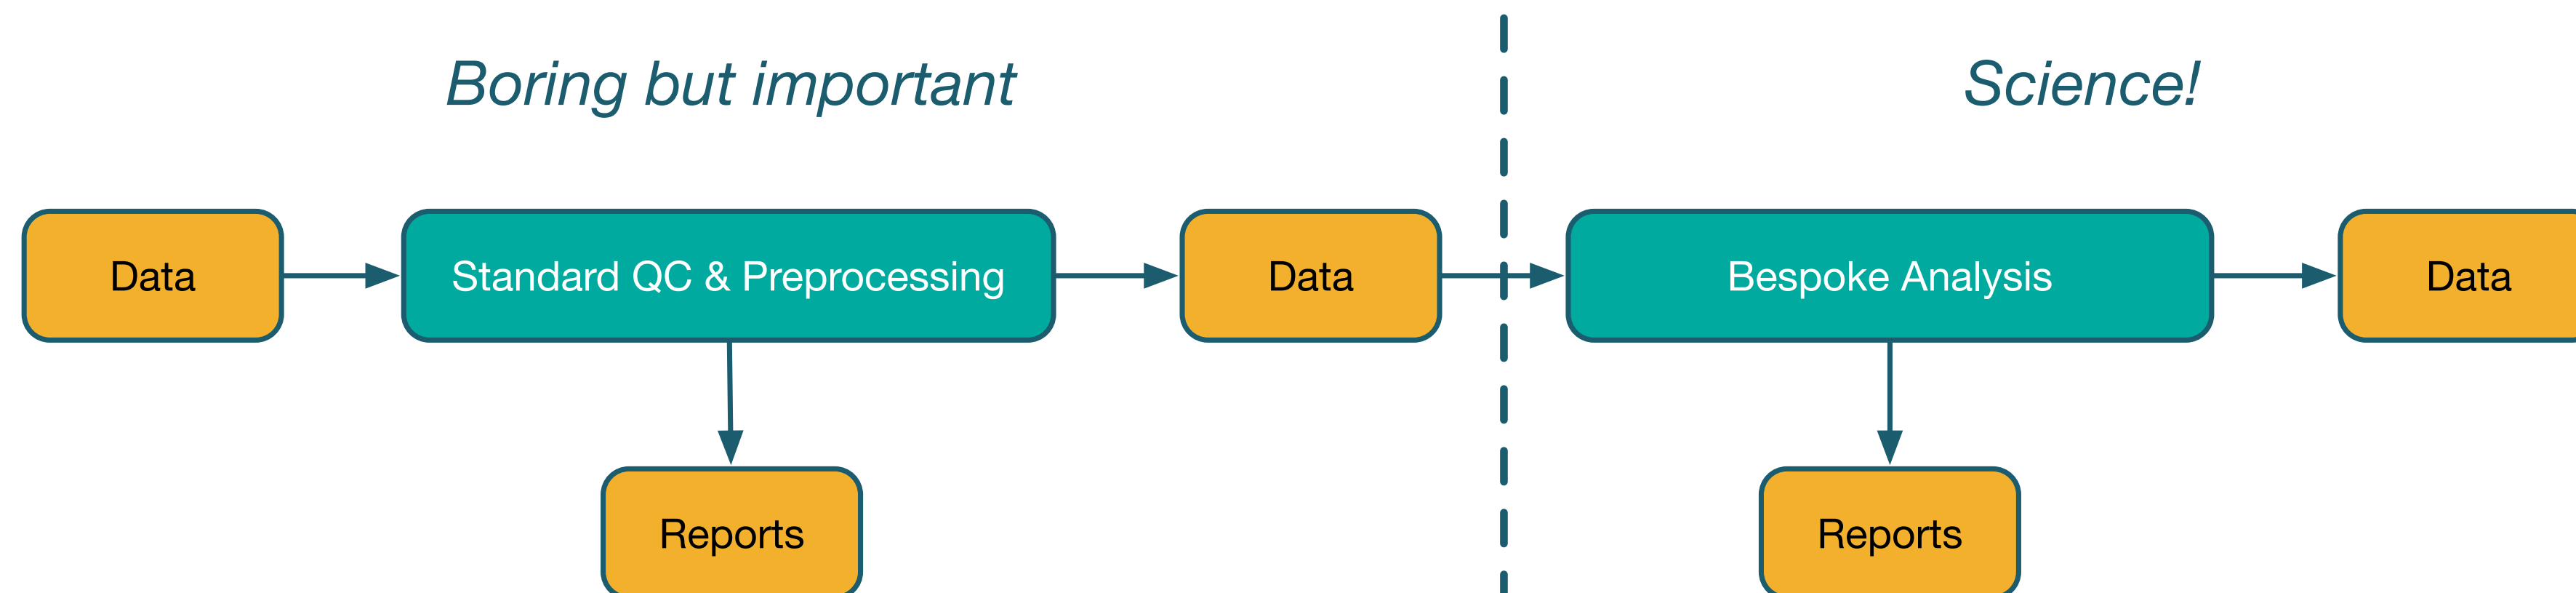 Boring but important
Science!
Data
Standard QC & Preprocessing
Data
Bespoke Analysis
Data
Reports
Reports